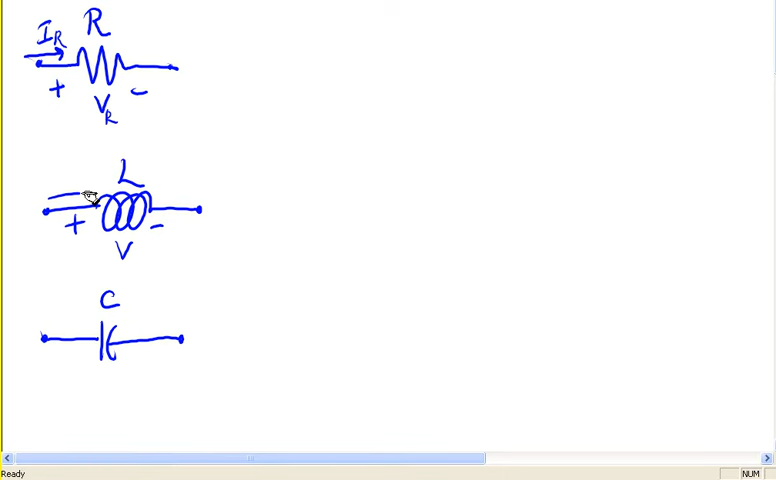 I_R R
+ V_R -
L
+ V -
C
Ready NUM